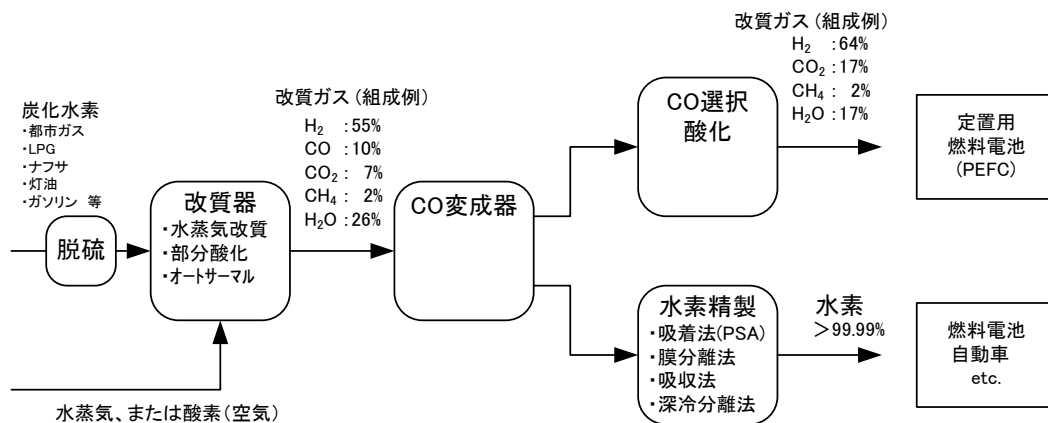 炭化水素
・都市ガス
・LPG
・ナフサ
・灯油
・ガソリン 等
脱硫
改質器
・水蒸気改質
・部分酸化
・オートサーマル
水蒸気、または酸素（空気）
改質ガス（組成例）
H₂ ：55%
CO ：10%
CO₂ ： 7%
CH₄ ： 2%
H₂O ：26%
CO変成器
CO選択
酸化
改質ガス（組成例）
H₂ ：64%
CO₂ ：17%
CH₄ ： 2%
H₂O ：17%
定置用
燃料電池
(PEFC)
水素精製
・吸着法(PSA)
・膜分離法
・吸収法
・深冷分離法
水素
＞99.99%
燃料電池
自動車
etc.